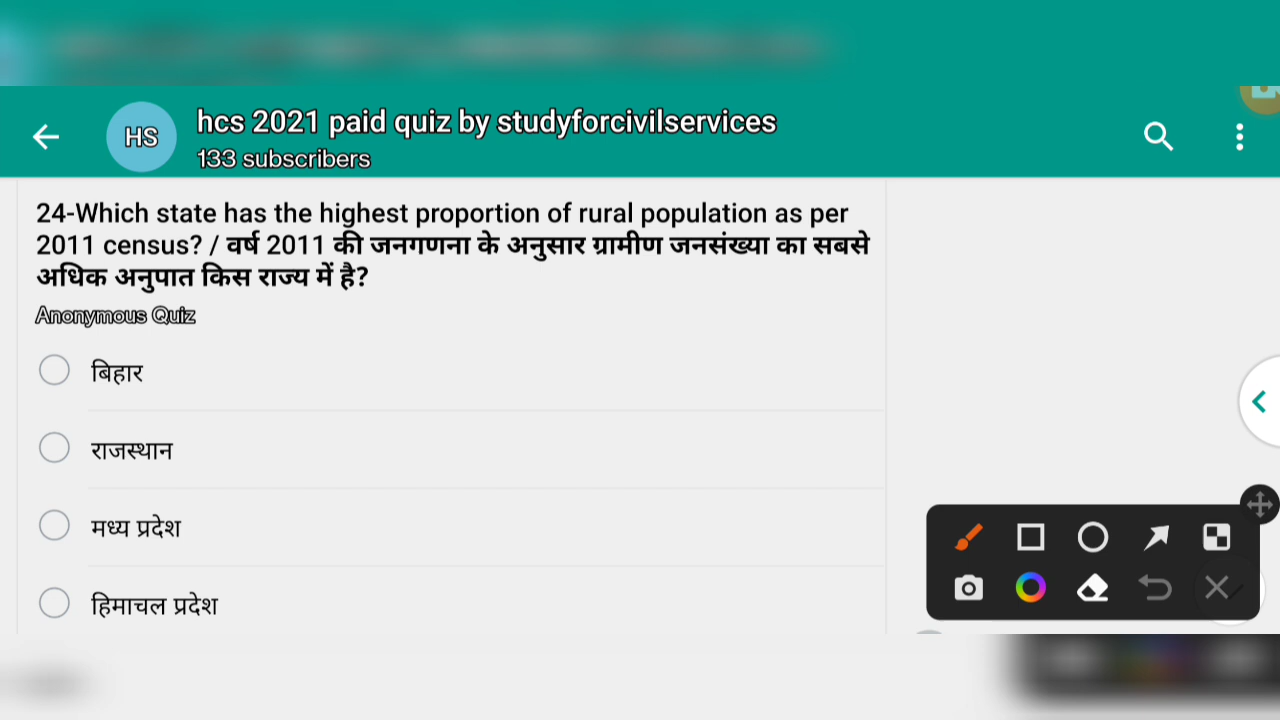 HS
hcs 2021 paid quiz by studyforcivilservices
133 subscribers
24-Which state has the highest proportion of rural population as per
2011 census? / वर्ष 2011 की जनगणना के अनुसार ग्रामीण जनसंख्या का सबसे
अधिक अनुपात किस राज्य में है?
Anonymous Quiz
बिहार
राजस्थान
मध्य प्रदेश
हिमाचल प्रदेश